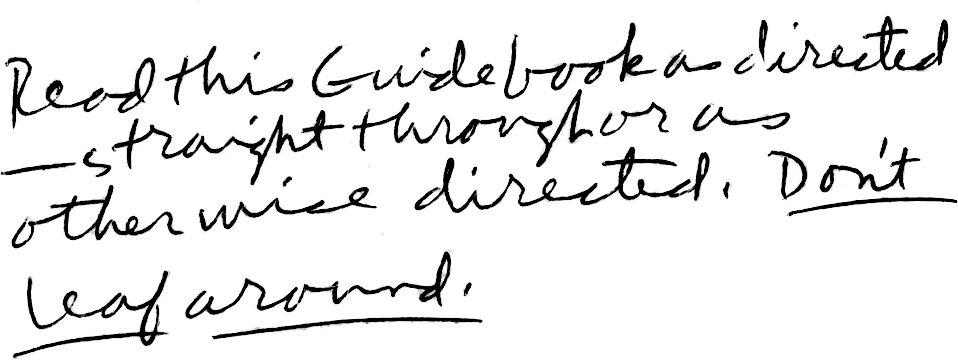 Read this Guidebook as directed
—straight through or as
otherwise directed. Don't
leaf around.